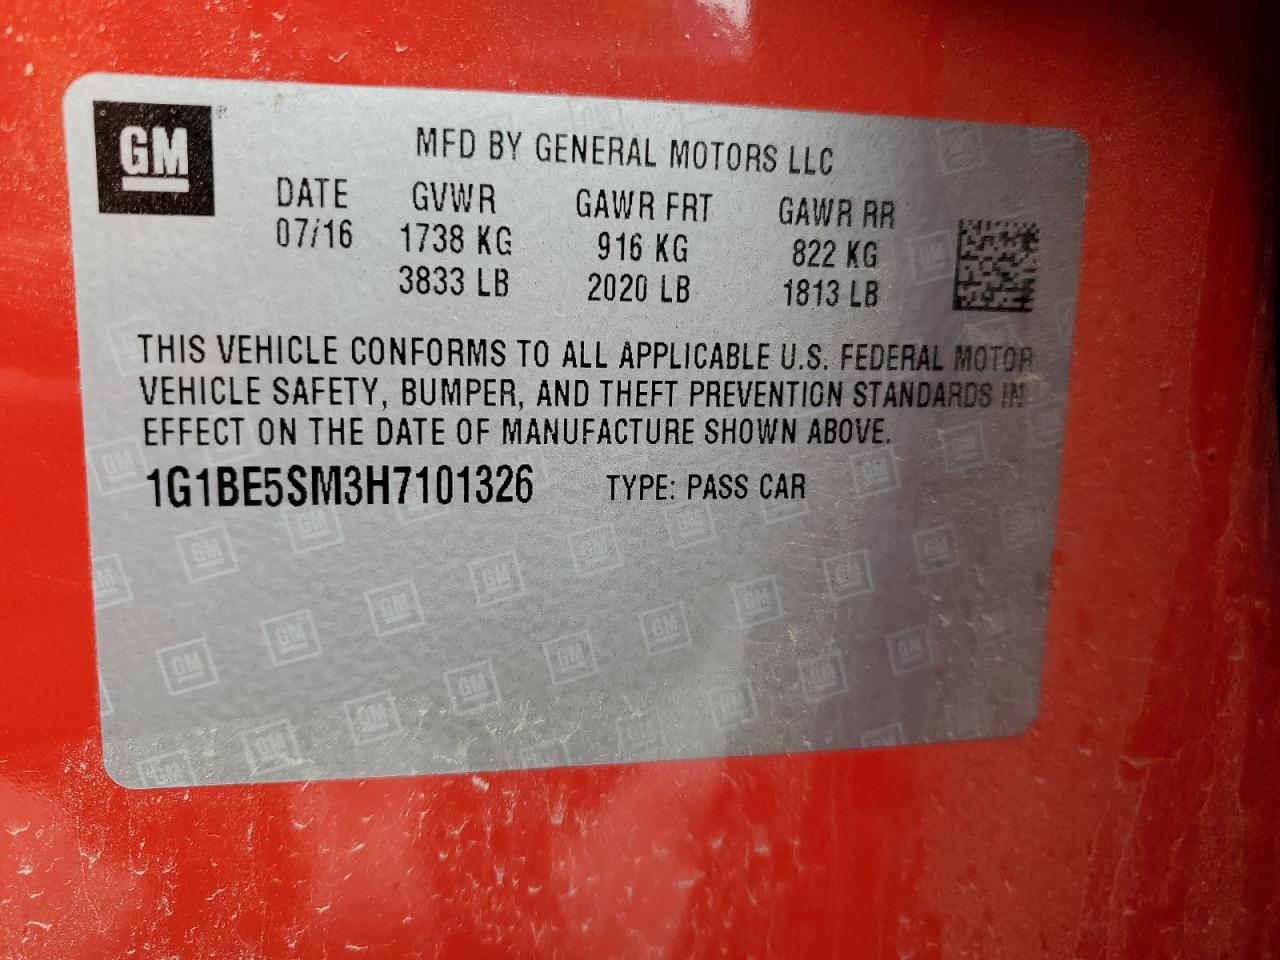 GM
MFD BY GENERAL MOTORS LLC
DATE GVWR GAWR FRT GAWR RR
07/16 1738 KG 916 KG 822 KG
3833 LB 2020 LB 1813 LB
THIS VEHICLE CONFORMS TO ALL APPLICABLE U.S. FEDERAL MOTOR
VEHICLE SAFETY, BUMPER, AND THEFT PREVENTION STANDARDS IN
EFFECT ON THE DATE OF MANUFACTURE SHOWN ABOVE.
1G1BE5SM3H7101326 TYPE: PASS CAR